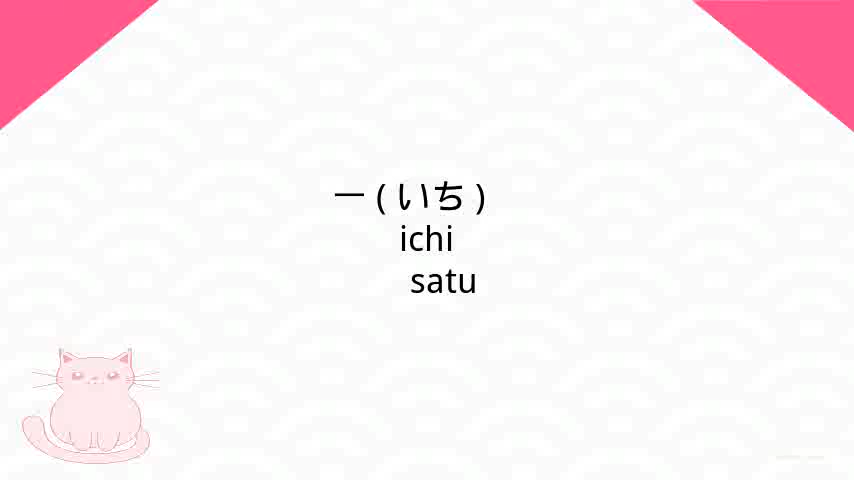 一 ( いち )
ichi
satu